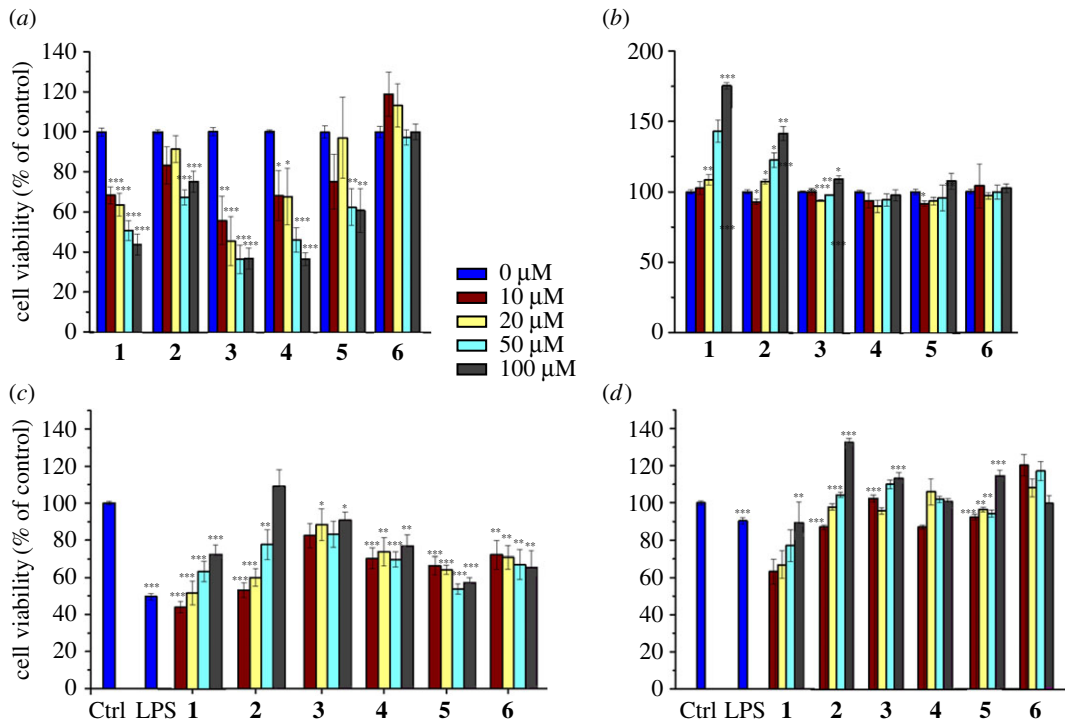 (a)
140
120
100
80
60
40
20
0
cell viability (% of control)
*** *** *** ***
*** ***
** *** *** ***
* * *** ***
** **
1 2 3 4 5 6
(b)
200
150
100
50
0
** *** ***
* * * ** ***
*** ** * ***
*
1 2 3 4 5 6
0 μM
10 μM
20 μM
50 μM
100 μM
(c)
140
120
100
80
60
40
20
0
cell viability (% of control)
*** *** *** *** ***
*** *** **
* *
*** ** *** **
*** *** *** ***
** ** ** **
Ctrl LPS 1 2 3 4 5 6
(d)
140
120
100
80
60
40
20
0
*** **
*** *** ***
*** ***
*** ** ** ***
Ctrl LPS 1 2 3 4 5 6